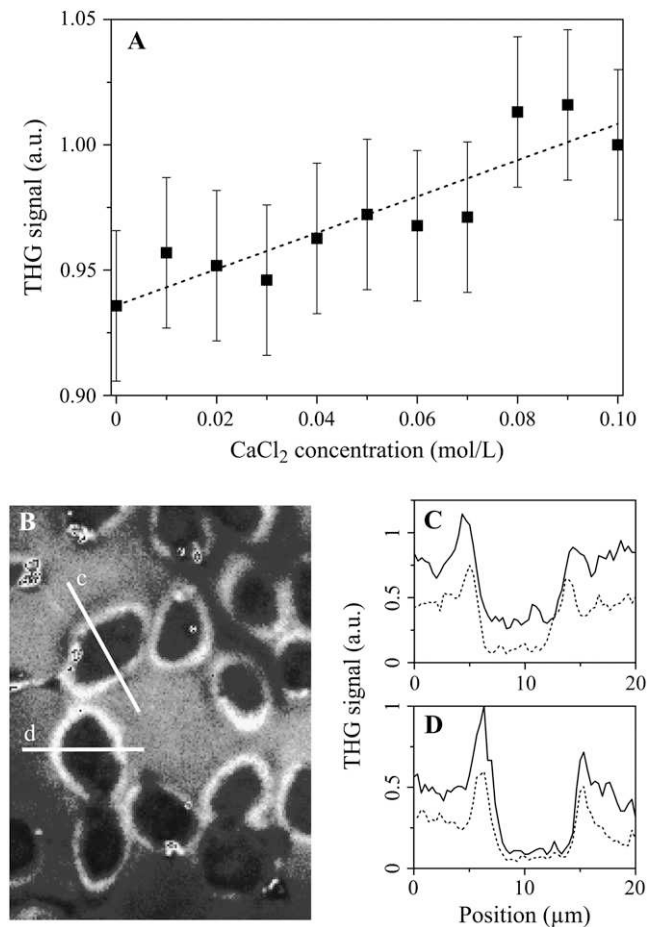 A
1.05
1.00
0.95
0.90
THG signal (a.u.)
0
0.02
0.04
0.06
0.08
0.10
CaCl₂ concentration (mol/L)
B
c
d
C
1
0.5
0
0
10
20
THG signal (a.u.)
D
1
0.5
0
0
10
20
Position (µm)